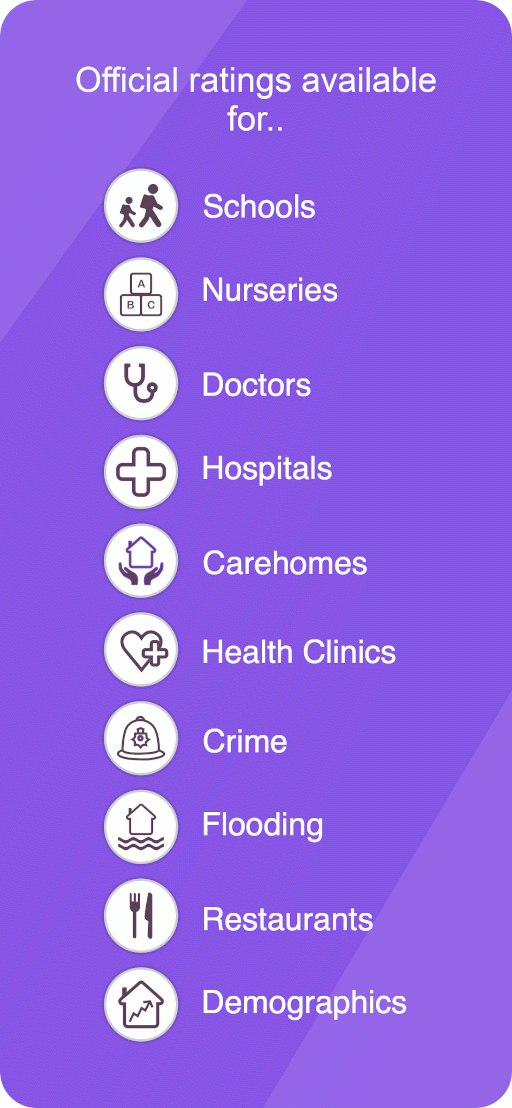 Official ratings available
for..
Schools
A
B C
Nurseries
Doctors
Hospitals
Carehomes
Health Clinics
Crime
Flooding
Restaurants
Demographics